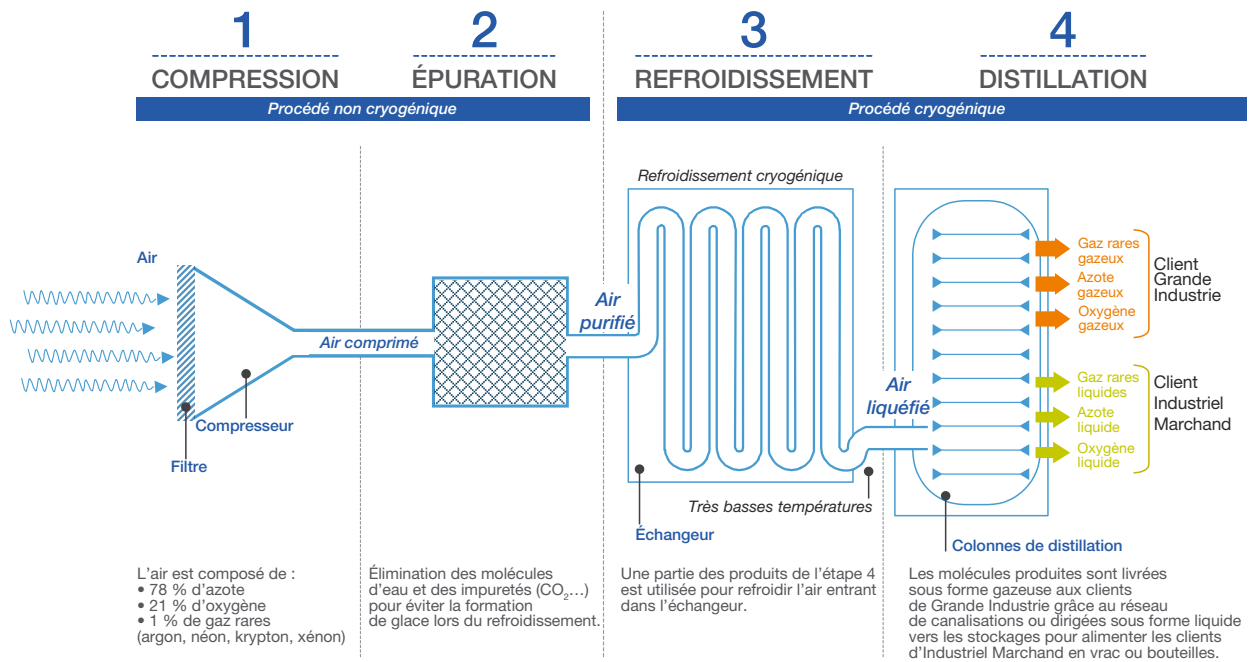 1
COMPRESSION
2
ÉPURATION
3
REFROIDISSEMENT
4
DISTILLATION
Procédé non cryogénique
Procédé cryogénique
Air
Filtre
Compresseur
Air comprimé
Air
purifié
Refroidissement cryogénique
Échangeur
Très basses températures
Air
liquéfié
Colonnes de distillation
Gaz rares
gazeux
Azote
gazeux
Oxygène
gazeux
Client
Grande
Industrie
Gaz rares
liquides
Azote
liquide
Oxygène
liquide
Client
Industriel
Marchand
L’air est composé de :
• 78 % d’azote
• 21 % d’oxygène
• 1 % de gaz rares
(argon, néon, krypton, xénon)
Élimination des molécules
d’eau et des impuretés (CO₂…)
pour éviter la formation
de glace lors du refroidissement.
Une partie des produits de l’étape 4
est utilisée pour refroidir l’air entrant
dans l’échangeur.
Les molécules produites sont livrées
sous forme gazeuse aux clients
de Grande Industrie grâce au réseau
de canalisations ou dirigées sous forme liquide
vers les stockages pour alimenter les clients
d’Industriel Marchand en vrac ou bouteilles.